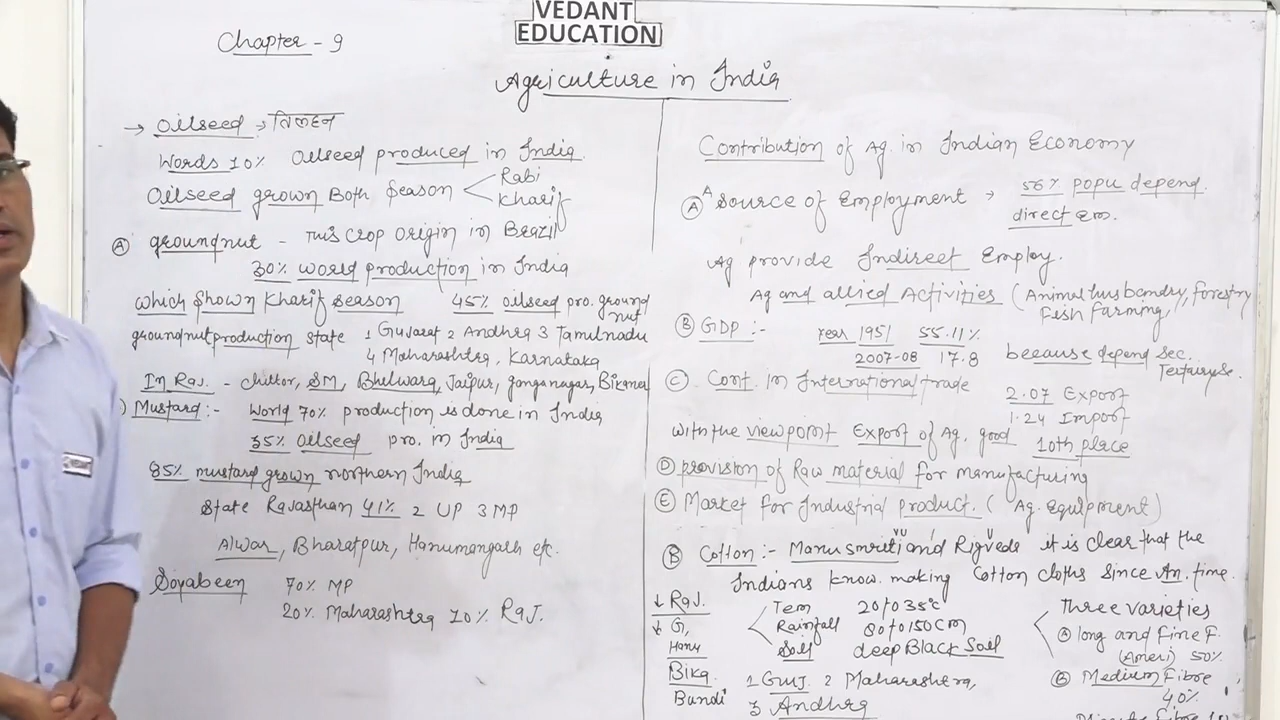 VEDANT
EDUCATION
Chapter - 9
Agriculture in India
→ Oilseed → तिलहन
Words 10% Oilseed produced in India.
Oilseed grown Both Season < Rabi
Kharif
Ⓐ groundnut - This crop origin in Brazil
30% world production in India
which shown Kharif season 45% oilseed pro. ground
nut
groundnut production state 1 Gujarat 2 Andhra 3 Tamilnadu
4 Maharashtra, Karnataka
In Raj. - chittor, SM, Bhelwara, Jaipur, ganganagar, Bikaner
Mustard :- World 70% production is done in India
35% oilseed pro. in India
85% mustard grown northern India
State Rajasthan 41% 2 UP 3 MP
Alwar, Bharatpur, Hanumangarh etc.
Soyabeen 70% MP
20% Maharashtra 10% Raj.
Contribution of Ag. in Indian Economy
Ⓐ A Source of Employment → 56% popu depend.
direct Em.
Ag provide Indireet Employ.
Ag and allied Activities (Animal husbandry, forestry
Fish Farming,
Ⓑ GDP :- Year 1951 55.11%
2007-08 17.8 because depend Sec.
Tertiary Se.
Ⓒ Cont. in International trade 2.07 Export
1.24 Import
with the viewpoint Export of Ag. good 10th place
Ⓓ provision of Raw material for manufacturing
Ⓔ Market for Industrial product. ( Ag. Equipment)
Ⓑ Cotton :- Manusmriti and Rigveda it is clear that the
Indians know. making Cotton cloths since An. time.
↓ Raj. Tem 20 to 35°c Three varieties
G, Rainfall 80 to 150 cm Ⓐ long and fine F.
Hanu Soil deep Black Soil (Ameri) 50%
Bika. 1 Guj. 2 Maharashtra, Ⓑ Medium Fibre
Bundi 3 Andhra 40%